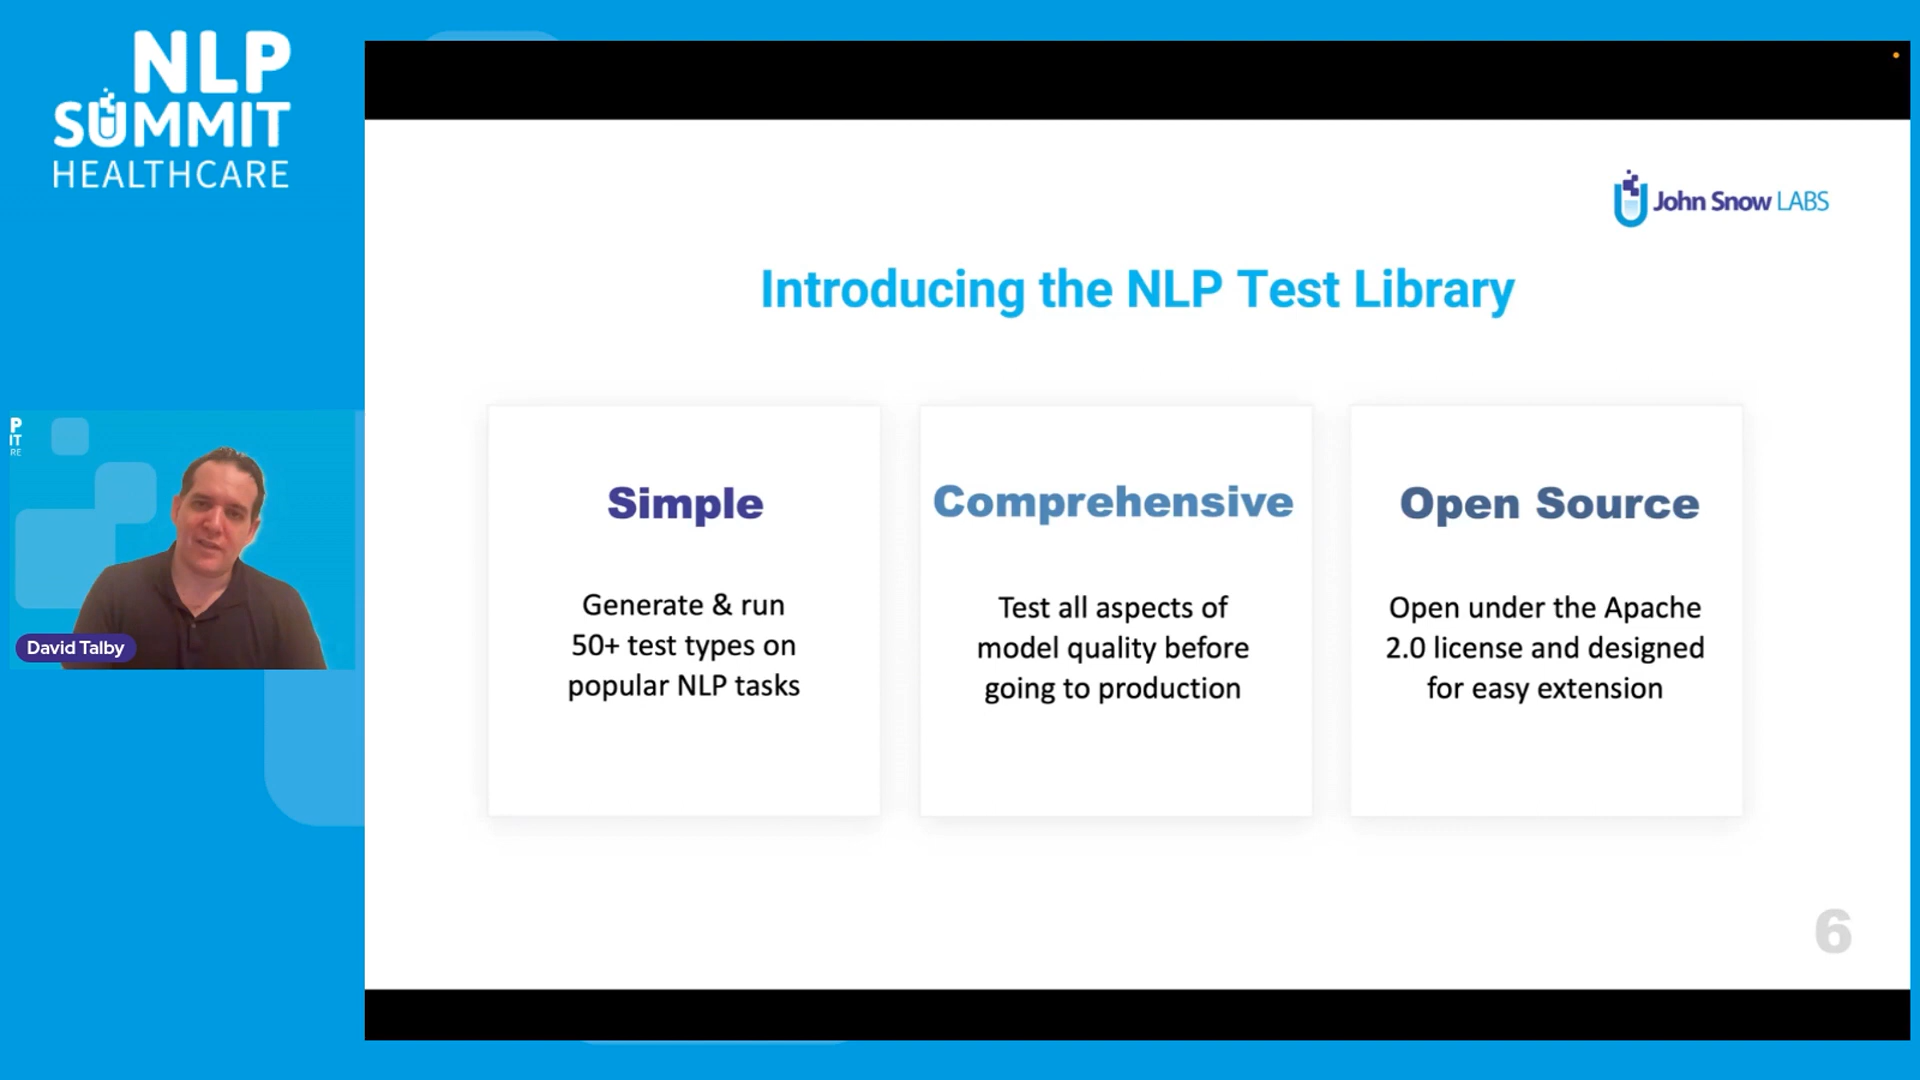 NLP
SUMMIT
HEALTHCARE
John Snow LABS
Introducing the NLP Test Library
Simple
Generate & run
50+ test types on
popular NLP tasks
Comprehensive
Test all aspects of
model quality before
going to production
Open Source
Open under the Apache
2.0 license and designed
for easy extension
P
IT
RE
David Talby
6